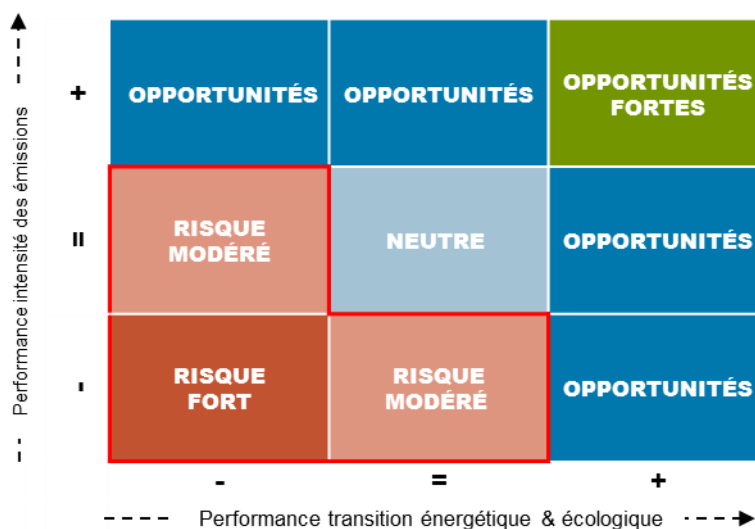 +
OPPORTUNITÉS
OPPORTUNITÉS
OPPORTUNITÉS
FORTES
=
RISQUE
MODÉRÉ
NEUTRE
OPPORTUNITÉS
-
RISQUE
FORT
RISQUE
MODÉRÉ
OPPORTUNITÉS
- = +
Performance intensité des émissions
Performance transition énergétique & écologique